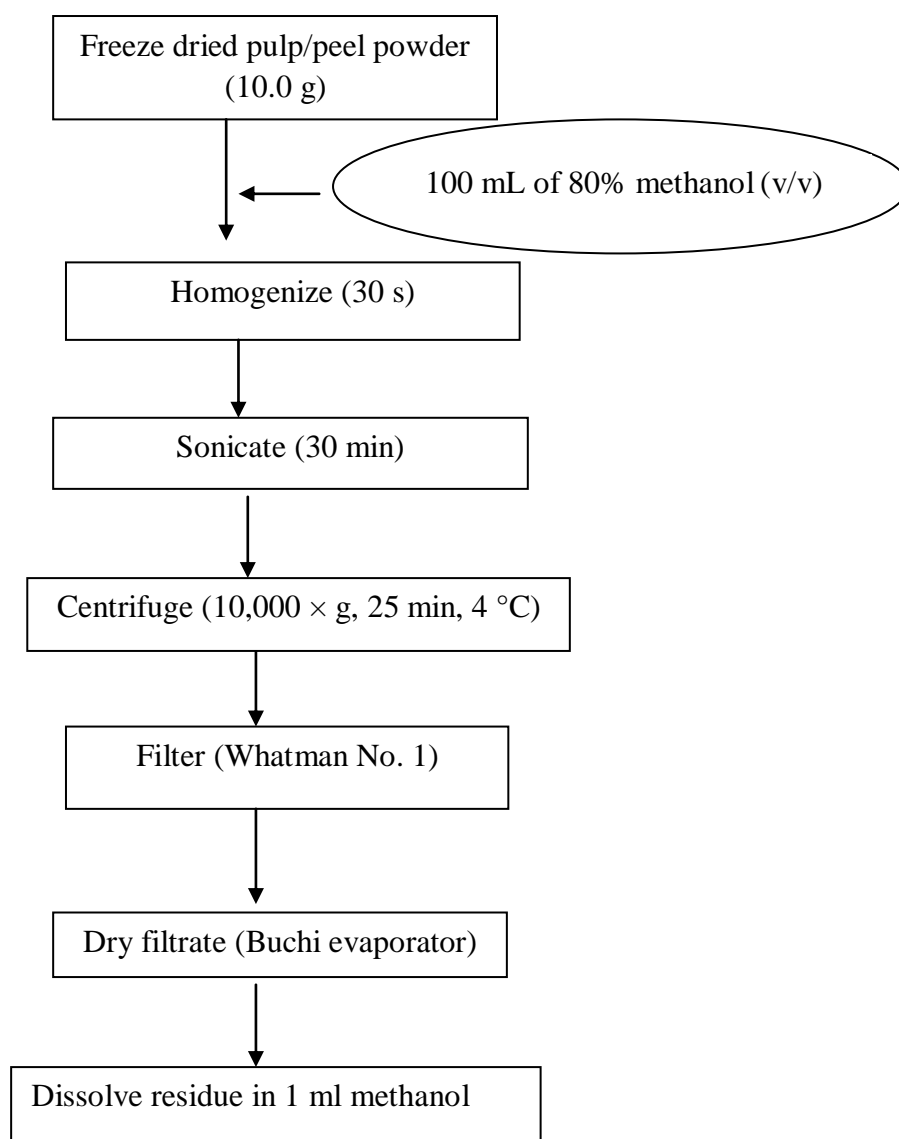 Freeze dried pulp/peel powder
(10.0 g)
100 mL of 80% methanol (v/v)
Homogenize (30 s)
Sonicate (30 min)
Centrifuge (10,000 × g, 25 min, 4 °C)
Filter (Whatman No. 1)
Dry filtrate (Buchi evaporator)
Dissolve residue in 1 ml methanol